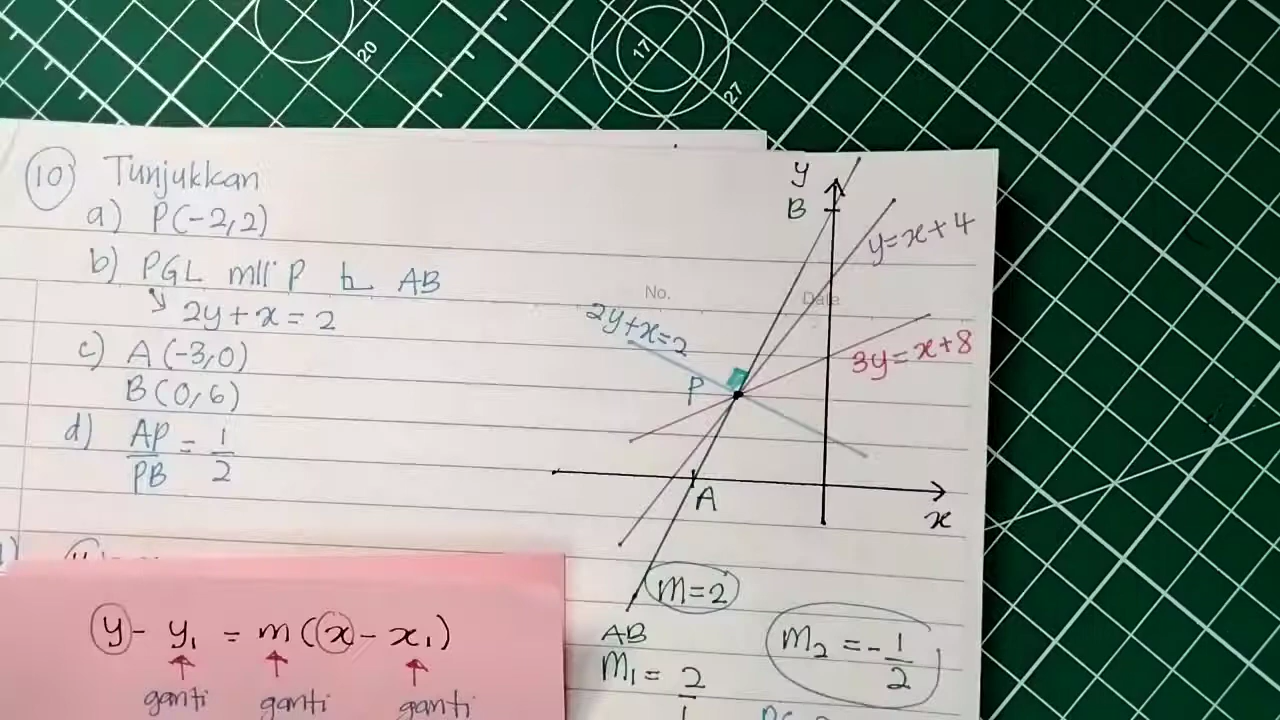 20
17
27
10 Tunjukkan
a) P(-2,2)
b) PGL mll P ⊥ AB
↘ 2y+x=2
c) A(-3,0)
B(0,6)
d) AP/PB = 1/2
y - y₁ = m(x - x₁)
↑ ↑ ↑
ganti ganti ganti
No.
Date
y
B
y=x+4
2y+x=2
3y=x+8
P
A
x
m=2
AB
m₁ = 2/1
m₂ = -1/2